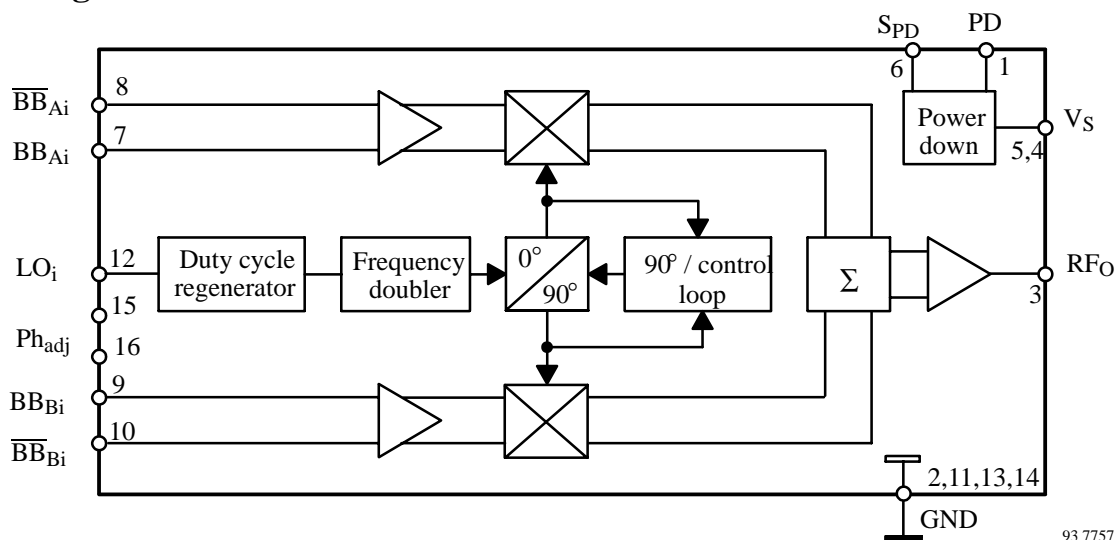 S_PD PD
6 1
8
B̅B̅_Ai
7
BB_Ai
Power
down
V_S
5,4
LO_i
12
Duty cycle
regenerator
Frequency
doubler
0°
90°
90° / control
loop
Σ
RF_O
3
15
Ph_adj
16
9
BB_Bi
10
B̅B̅_Bi
2,11,13,14
GND
93 7757